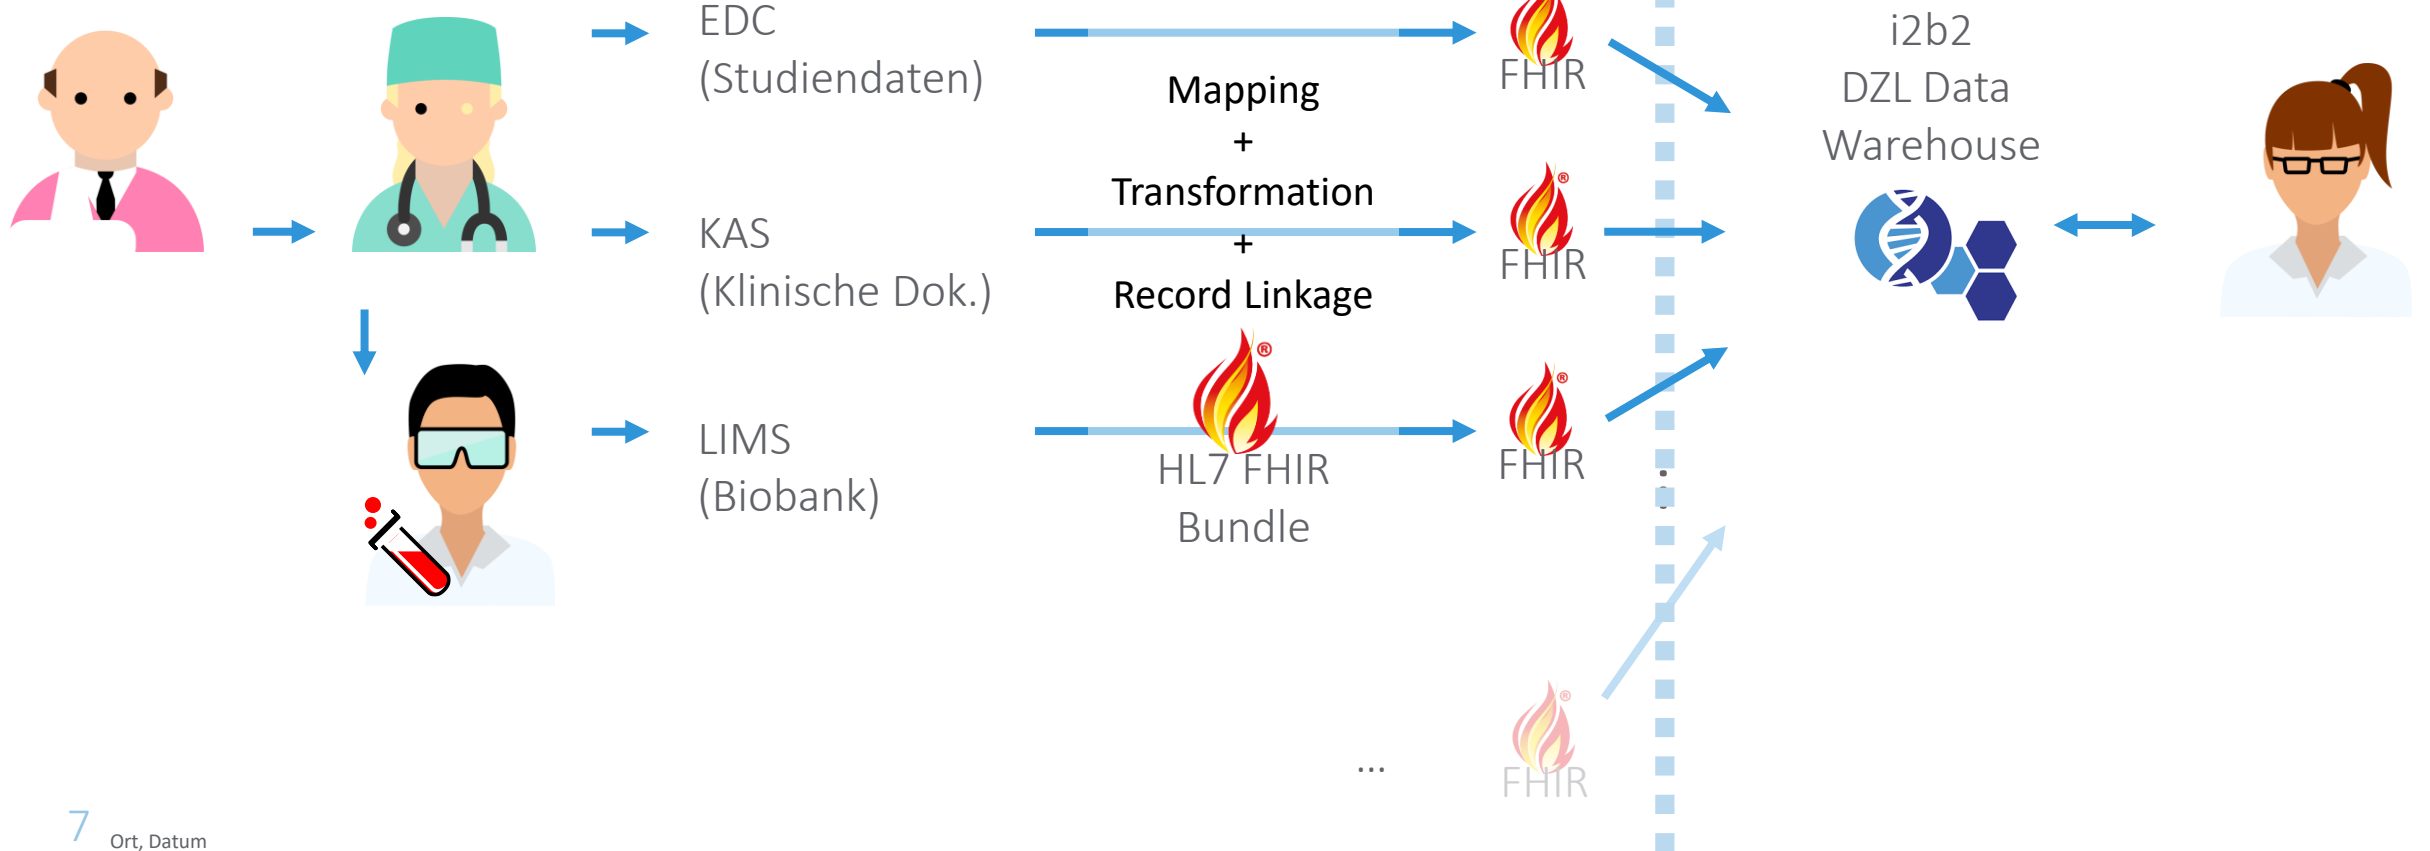 EDC
(Studiendaten)
KAS
(Klinische Dok.)
LIMS
(Biobank)
Mapping
+
Transformation
+
Record Linkage
®
HL7 FHIR
Bundle
FHIR
®
FHIR
®
FHIR
...
®
FHIR
i2b2
DZL Data
Warehouse
7
Ort, Datum